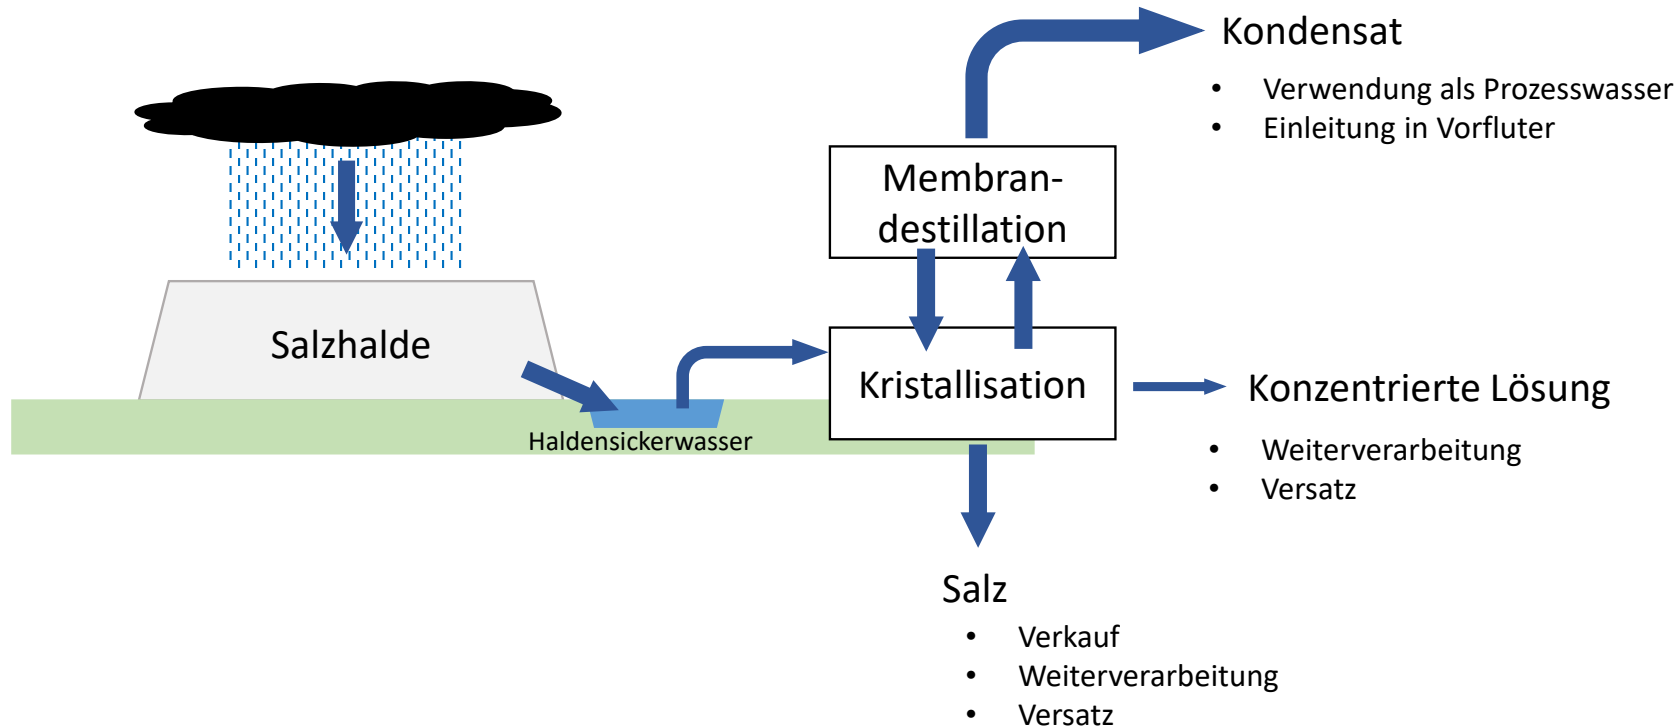 Kondensat
• Verwendung als Prozesswasser
• Einleitung in Vorfluter
Membran-
destillation
Salzhalde
Kristallisation
Haldensickerwasser
Konzentrierte Lösung
• Weiterverarbeitung
• Versatz
Salz
• Verkauf
• Weiterverarbeitung
• Versatz